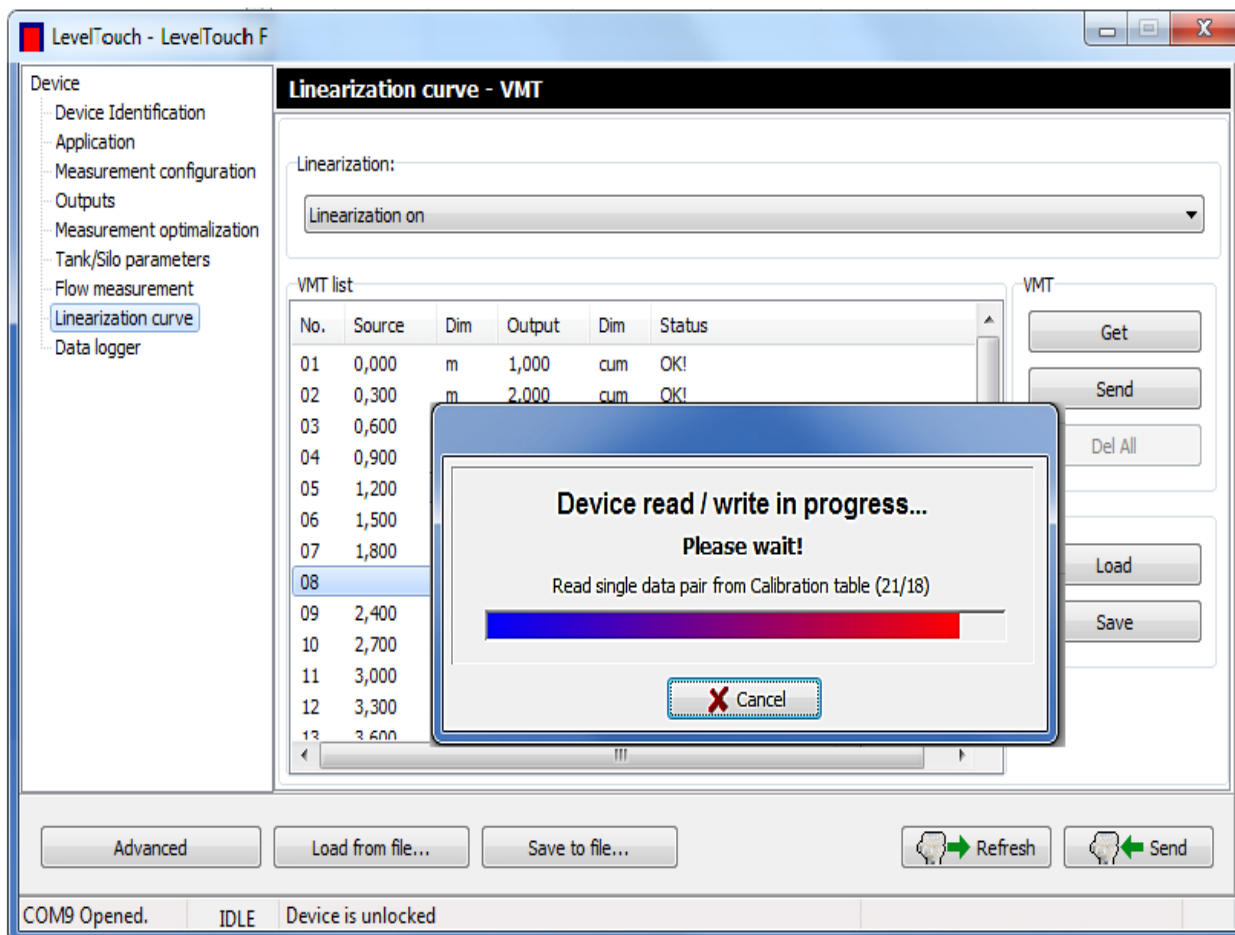 LevelTouch - LevelTouch F
Device
Device Identification
Application
Measurement configuration
Outputs
Measurement optimalization
Tank/Silo parameters
Flow measurement
Linearization curve
Data logger
Linearization curve - VMT
Linearization:
Linearization on
VMT list
No. Source Dim Output Dim Status
01 0,000 m 1,000 cum OK!
02 0,300 m 2,000 cum OK!
03 0,600
04 0,900
05 1,200
06 1,500
07 1,800
08
09 2,400
10 2,700
11 3,000
12 3,300
13 3,600
VMT
Get
Send
Del All
Load
Save
Device read / write in progress...
Please wait!
Read single data pair from Calibration table (21/18)
Cancel
Advanced
Load from file...
Save to file...
Refresh
Send
COM9 Opened. IDLE Device is unlocked